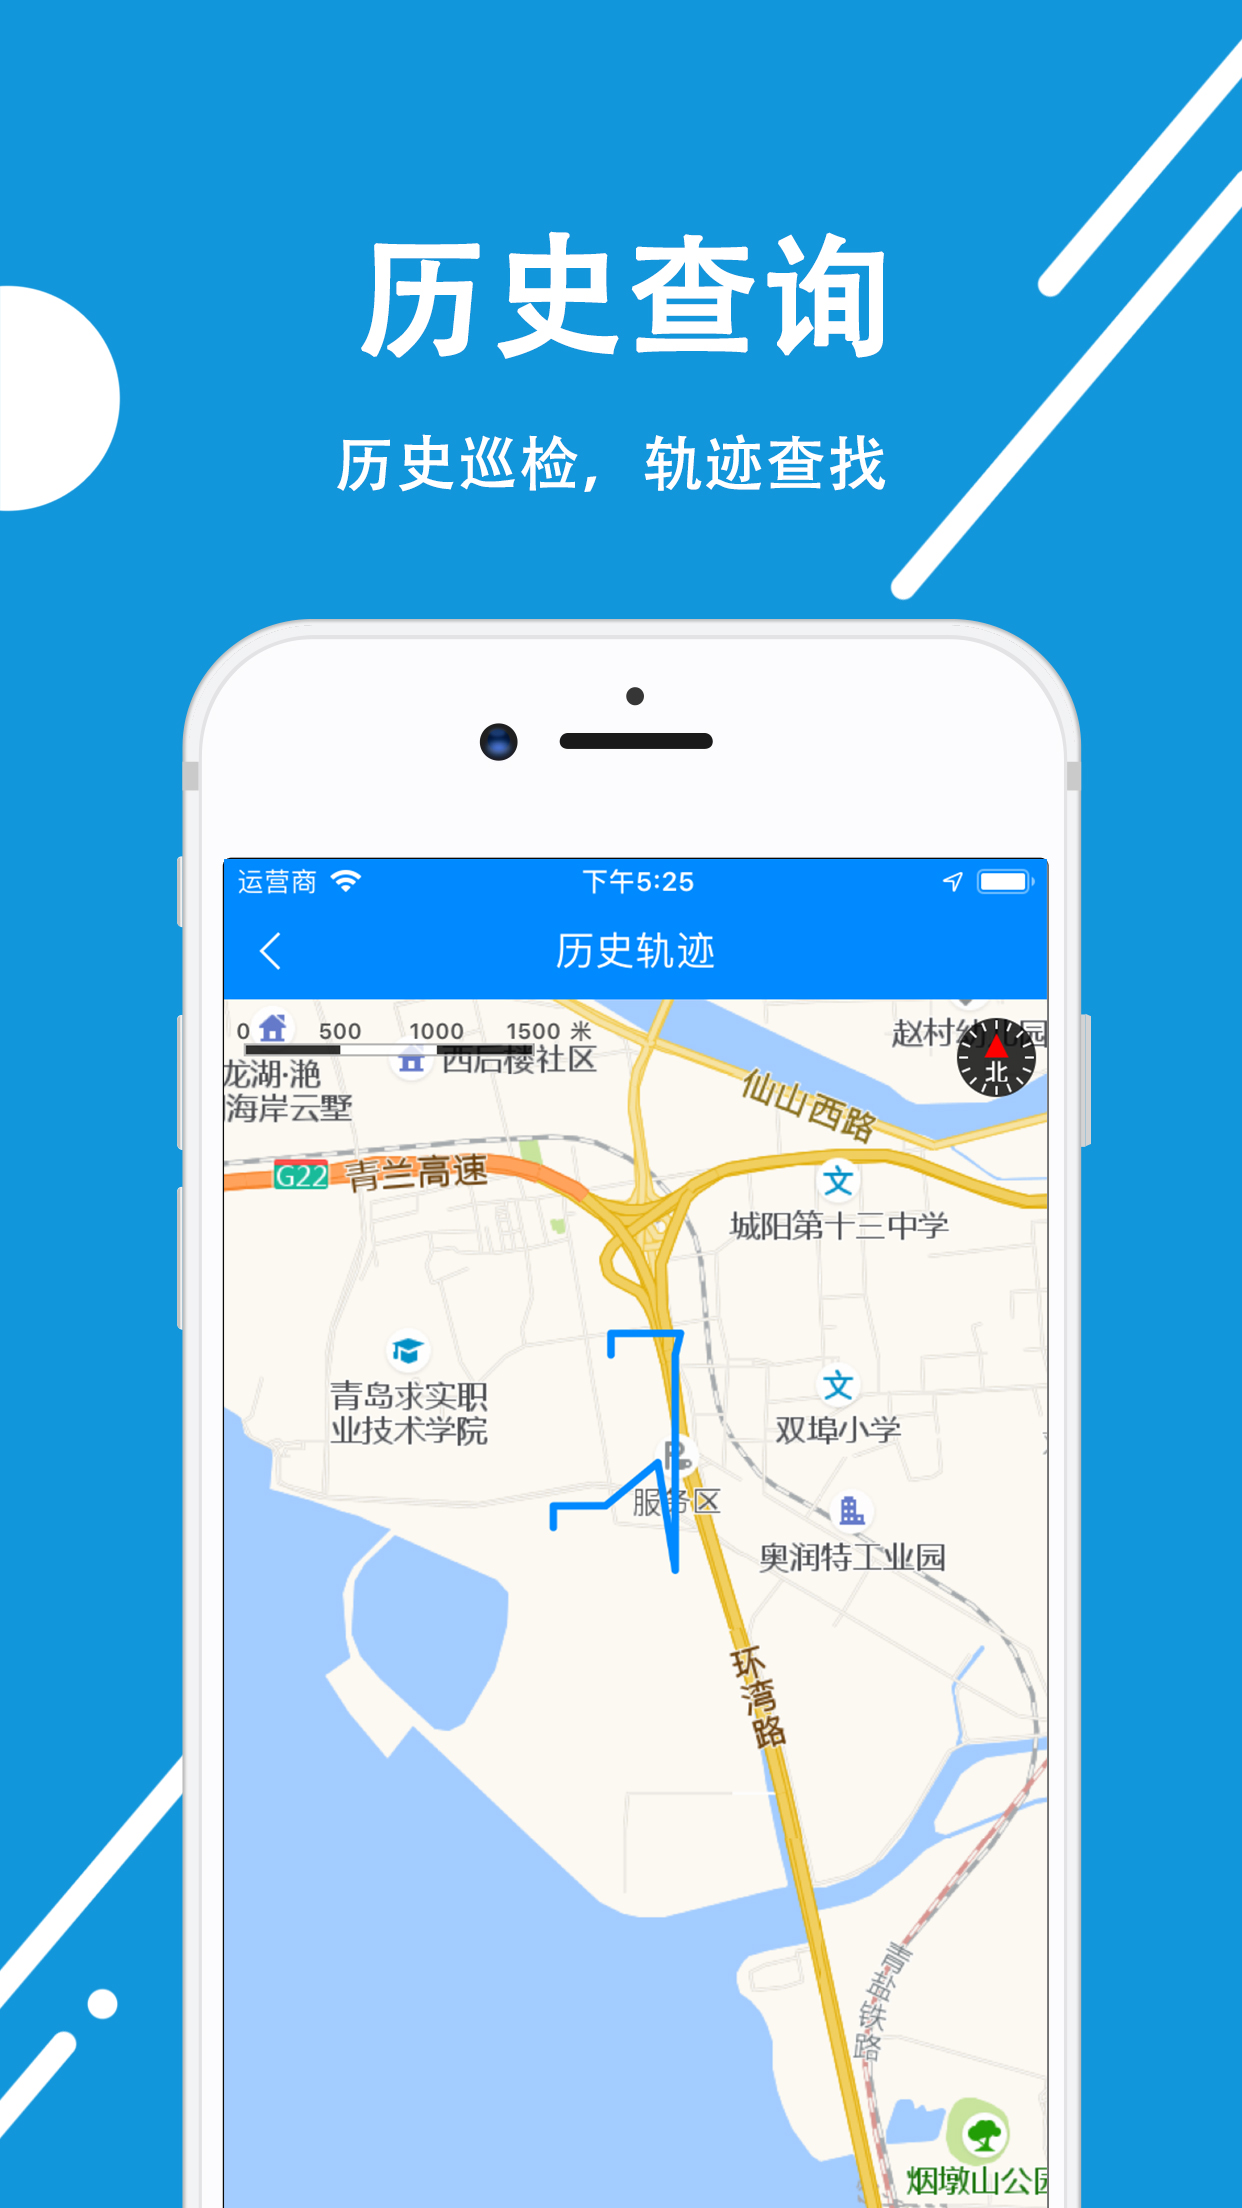 历史查询
历史巡检，轨迹查找
运营商
下午5:25
历史轨迹
0 500 1000 1500 米
赵村幼儿园
北
西后楼社区
龙湖·滟
海岸云墅
仙山西路
G22 青兰高速
城阳第十三中学
青岛求实职
业技术学院
双埠小学
服务区
奥润特工业园
环湾路
青盐铁路
烟墩山公园